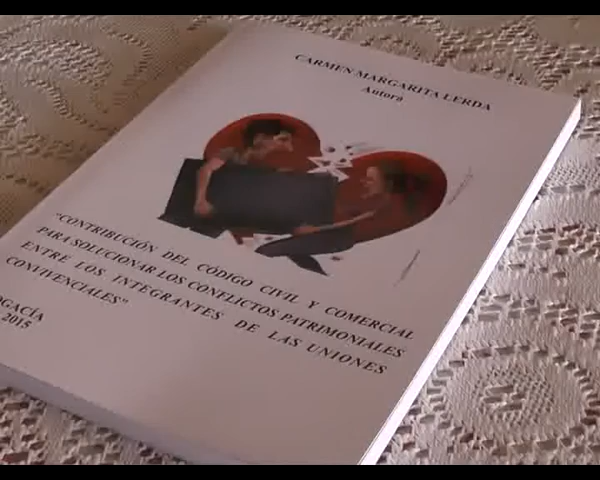 CARMEN MARGARITA LERDA
Autora
"CONTRIBUCIÓN DEL CÓDIGO CIVIL Y COMERCIAL
PARA SOLUCIONAR LOS CONFLICTOS PATRIMONIALES
ENTRE LOS INTEGRANTES DE LAS UNIONES
CONVIVENCIALES"
OGACÍA
2015